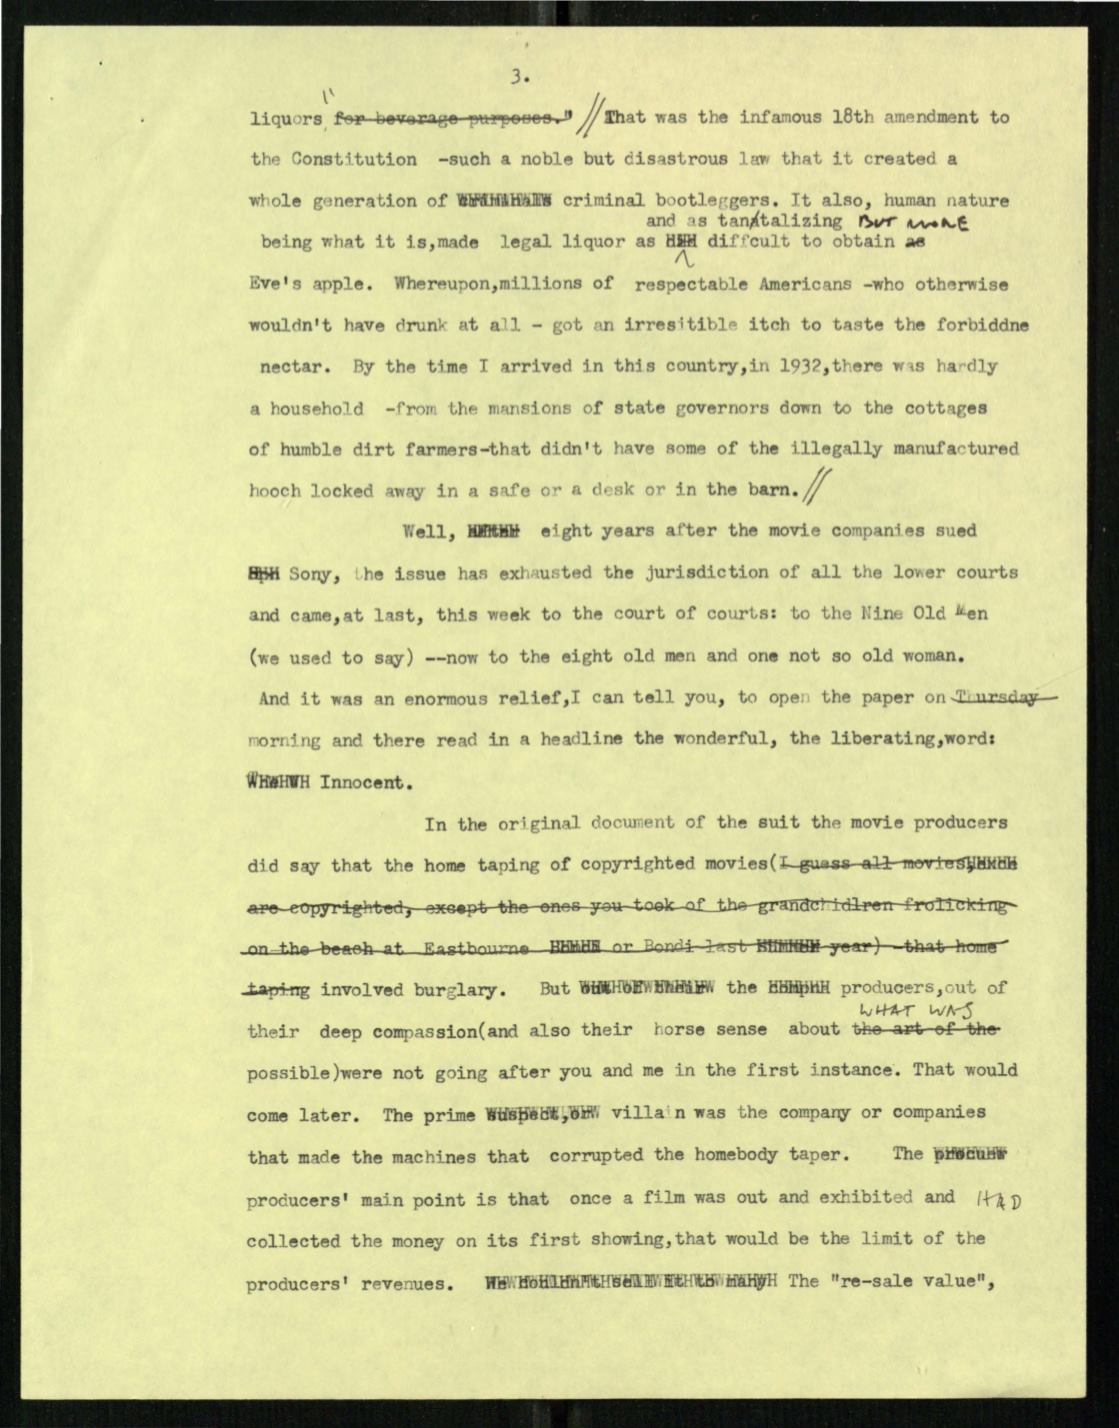 3.
liquors," for beverage purposes." // That was the infamous 18th amendment to
the Constitution -such a noble but disastrous law that it created a
whole generation of criminal bootleggers. It also, human nature
and as tantalizing BUT MORE
being what it is,made legal liquor as diffcult to obtain as
Eve's apple. Whereupon,millions of respectable Americans -who otherwise
wouldn't have drunk at all - got an irresitible itch to taste the forbiddne
nectar. By the time I arrived in this country,in 1932,there was hardly
a household -from the mansions of state governors down to the cottages
of humble dirt farmers-that didn't have some of the illegally manufactured
hooch locked away in a safe or a desk or in the barn.//
Well, eight years after the movie companies sued
Sony, the issue has exhausted the jurisdiction of all the lower courts
and came,at last, this week to the court of courts: to the Nine Old Men
(we used to say) --now to the eight old men and one not so old woman.
And it was an enormous relief,I can tell you, to open the paper on Thursday
morning and there read in a headline the wonderful, the liberating,word:
Innocent.
In the original document of the suit the movie producers
did say that the home taping of copyrighted movies(I guess all movies,
are copyrighted, except the ones you took of the grandchidlren frolicking
on the beach at Eastbourne or Bondi last year) -that home
taping involved burglary. But the producers,out of
WHAT WAS
their deep compassion(and also their horse sense about the art of the
possible)were not going after you and me in the first instance. That would
come later. The prime villain was the company or companies
that made the machines that corrupted the homebody taper. The
producers' main point is that once a film was out and exhibited and HAD
collected the money on its first showing,that would be the limit of the
producers' revenues. The "re-sale value",